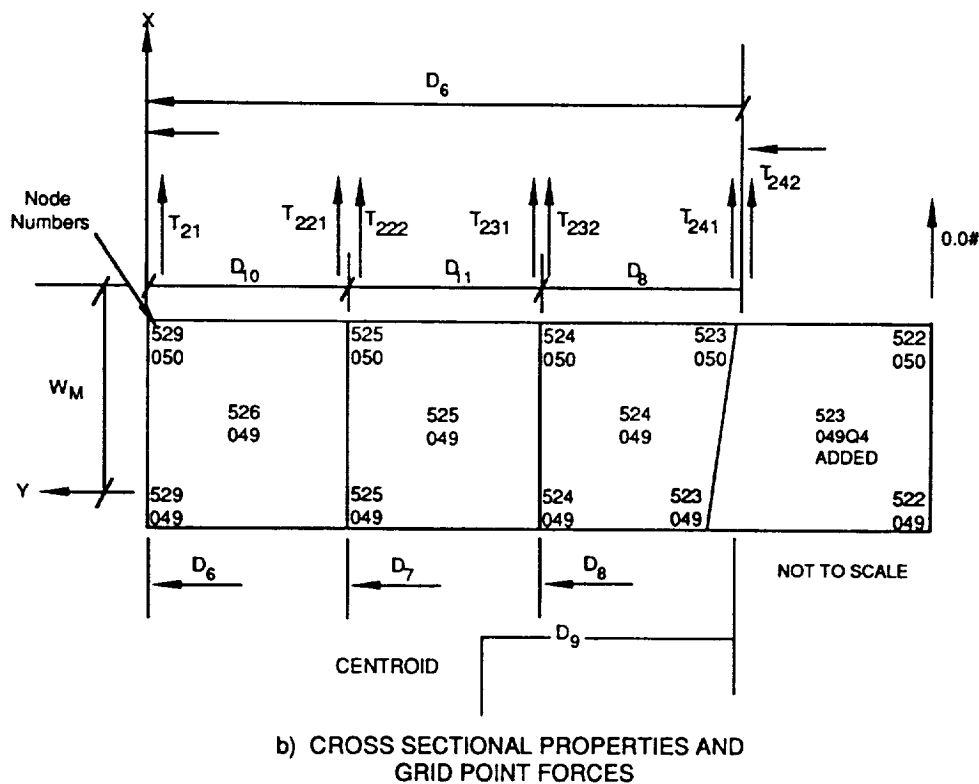 X
D6
Node
Numbers
T21
T221
T222
T231
T232
T241
T242
0.0#
D10
D11
D8
WM
529
050
525
050
524
050
523
050
522
050
526
049
525
049
524
049
523
049Q4
ADDED
Y
529
049
525
049
524
049
523
049
522
049
D6
D7
D8
NOT TO SCALE
D9
CENTROID
b) CROSS SECTIONAL PROPERTIES AND
GRID POINT FORCES